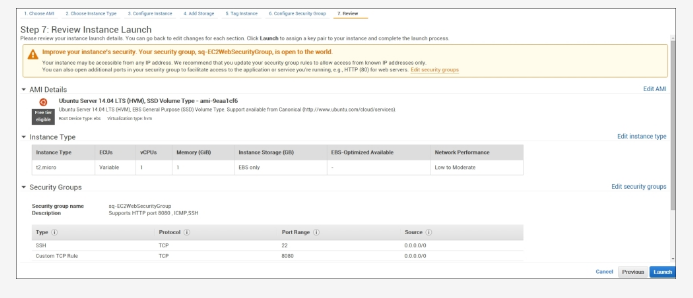 1. Choose AMI 2. Choose Instance Type 3. Configure Instance 4. Add Storage 5. Tag Instance 6. Configure Security Group 7. Review
Step 7: Review Instance Launch
Please review your instance launch details. You can go back to edit changes for each section. Click Launch to assign a key pair to your instance and complete the launch process.
Improve your instance's security. Your security group, sg-EC2WebSecurityGroup, is open to the world.
Your instance may be accessible from any IP address. We recommend that you update your security group rules to allow access from known IP addresses only.
You can also open additional ports in your security group to facilitate access to the application or service you're running, e.g., HTTP (80) for web servers. Edit security groups
AMI Details Edit AMI
Ubuntu Server 14.04 LTS (HVM), SSD Volume Type - ami-9eaa1cf6
Free tier eligible
Ubuntu Server 14.04 LTS (HVM), EBS General Purpose (SSD) Volume Type. Support available from Canonical (http://www.ubuntu.com/cloud/services).
Root Device Type: ebs Virtualization type: hvm
Instance Type Edit instance type
Instance Type ECUs vCPUs Memory (GiB) Instance Storage (GB) EBS-Optimized Available Network Performance
t2.micro Variable 1 1 EBS only - Low to Moderate
Security Groups Edit security groups
Security group name sg-EC2WebSecurityGroup
Description Supports HTTP port 8080, ICMP,SSH
Type Protocol Port Range Source
SSH TCP 22 0.0.0.0/0
Custom TCP Rule TCP 8080 0.0.0.0/0
Cancel Previous Launch